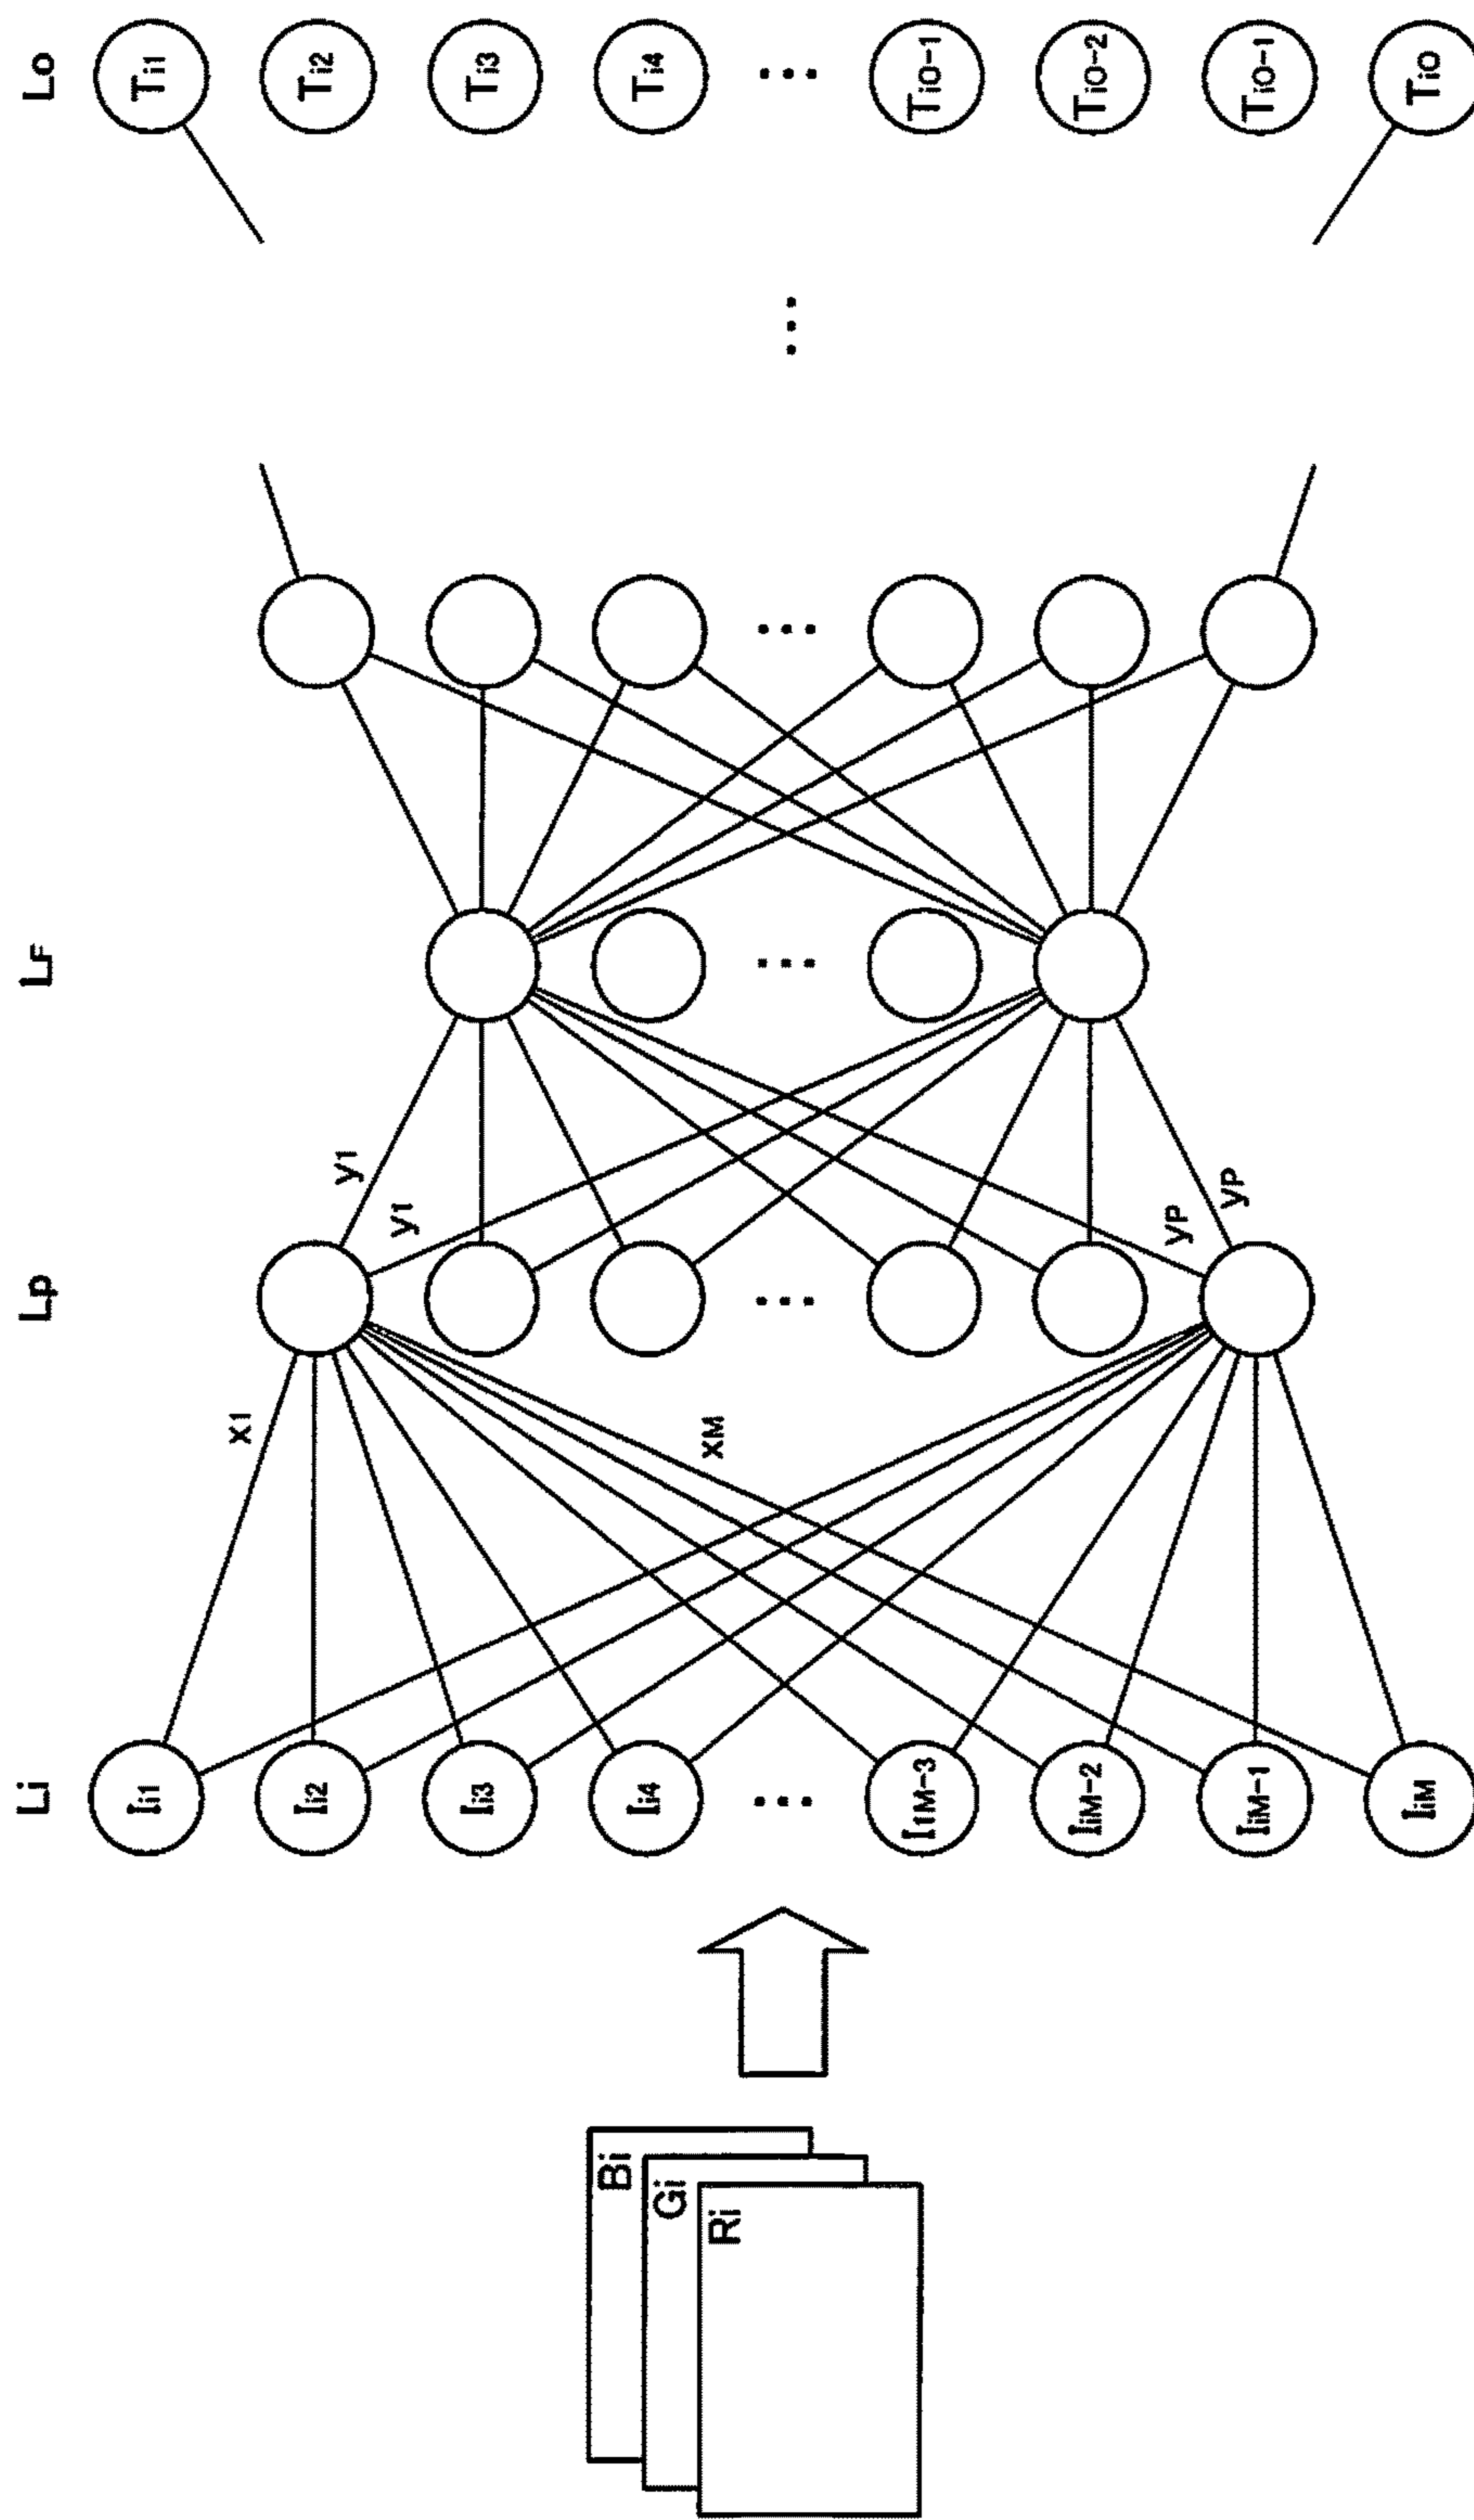 Li
Lp
LF
Lo
Bi
Gi
Ri
Ii1
Ii2
Ii3
Ii4
...
I1M-3
IiM-2
IiM-1
IiM
x1
xM
...
y1
y1
yP
yP
...
...
...
Ti1
Ti2
Ti3
Ti4
...
TiO-1
TiO-2
TiO-1
TiO